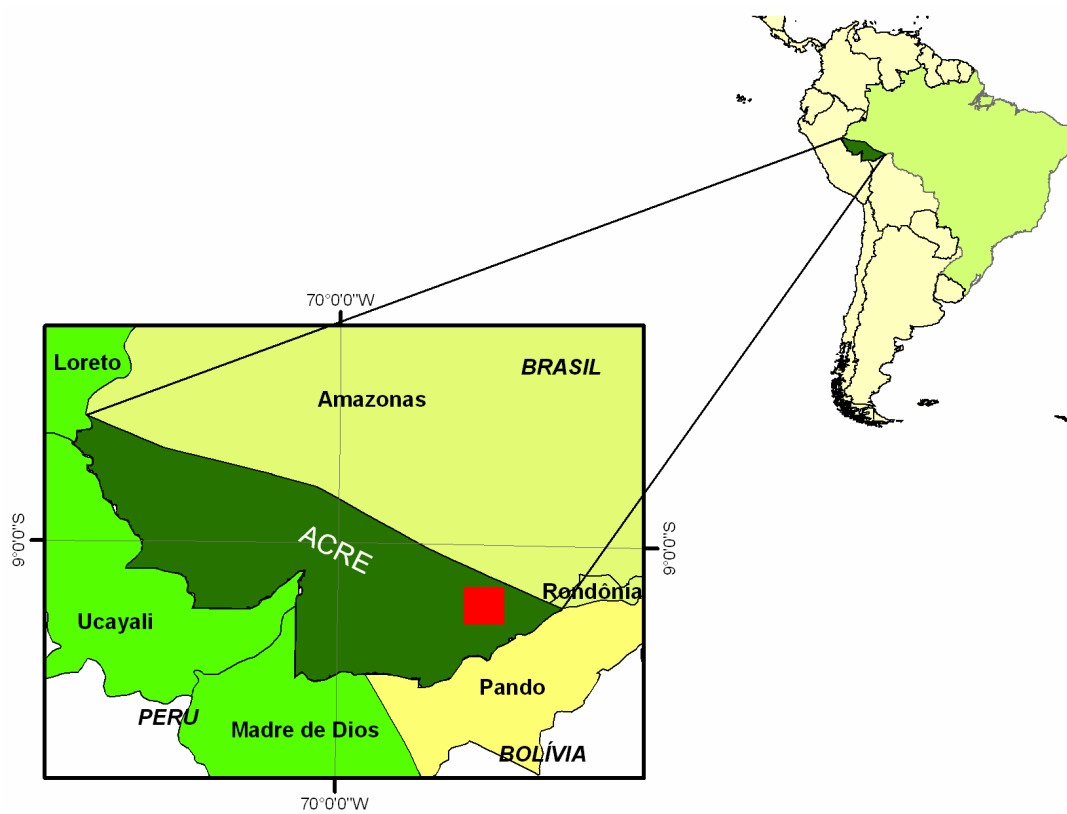 70°0'0"W
Loreto
BRASIL
Amazonas
9°0'0"S
9°0'0"S
ACRE
Rondônia
Ucayali
Pando
PERU
Madre de Dios
BOLÍVIA
70°0'0"W